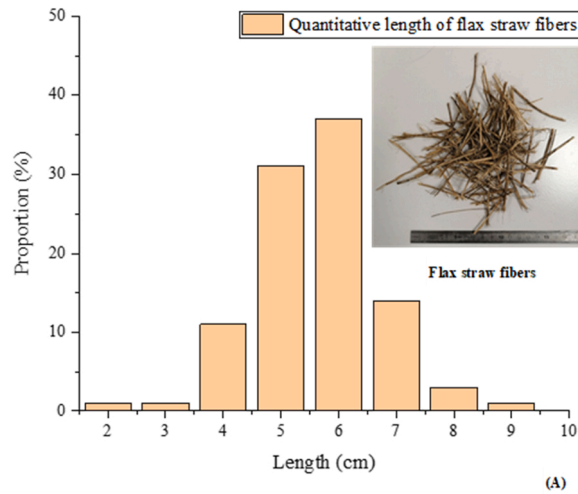 Quantitative length of flax straw fibers
50
40
30
20
10
0
Proportion (%)
Flax straw fibers
2 3 4 5 6 7 8 9 10
Length (cm)
(A)